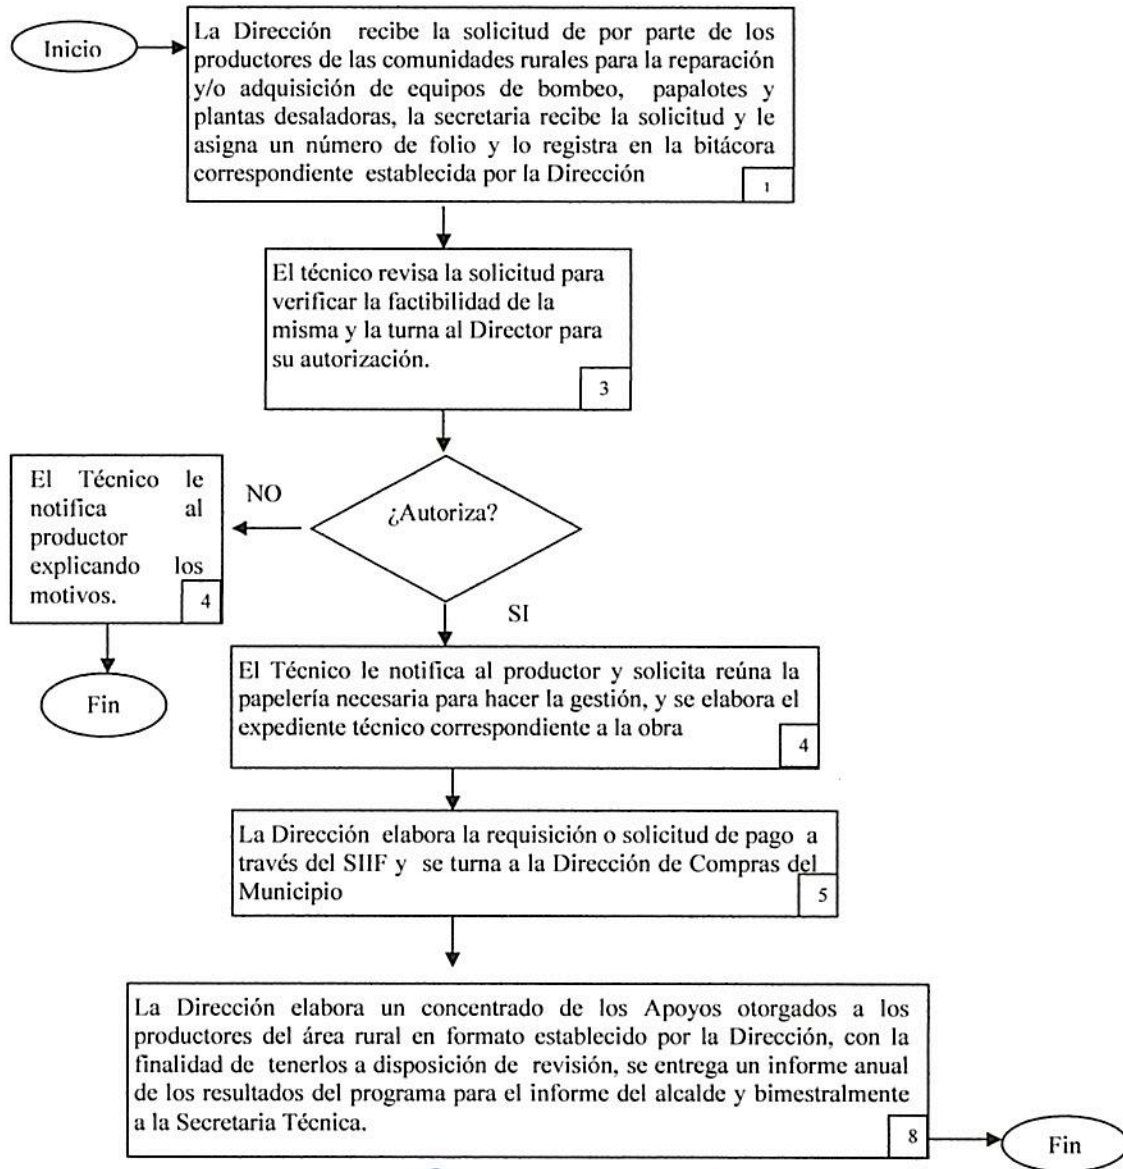 Inicio
La Dirección recibe la solicitud de por parte de los
productores de las comunidades rurales para la reparación
y/o adquisición de equipos de bombeo, papalotes y
plantas desaladoras, la secretaria recibe la solicitud y le
asigna un número de folio y lo registra en la bitácora
correspondiente establecida por la Dirección
1
El técnico revisa la solicitud para
verificar la factibilidad de la
misma y la turna al Director para
su autorización.
3
¿Autoriza?
NO
El Técnico le
notifica al
productor
explicando los
motivos.
4
Fin
SI
El Técnico le notifica al productor y solicita reúna la
papelería necesaria para hacer la gestión, y se elabora el
expediente técnico correspondiente a la obra
4
La Dirección elabora la requisición o solicitud de pago a
través del SIIF y se turna a la Dirección de Compras del
Municipio
5
La Dirección elabora un concentrado de los Apoyos otorgados a los
productores del área rural en formato establecido por la Dirección, con la
finalidad de tenerlos a disposición de revisión, se entrega un informe anual
de los resultados del programa para el informe del alcalde y bimestralmente
a la Secretaria Técnica.
8
Fin